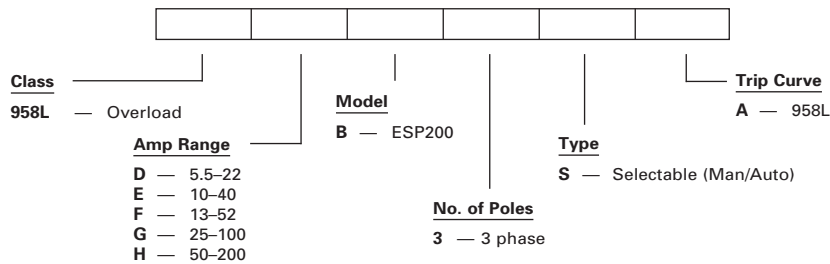 Class
958L — Overload
Amp Range
D — 5.5–22
E — 10–40
F — 13–52
G — 25–100
H — 50–200
Model
B — ESP200
No. of Poles
3 — 3 phase
Type
S — Selectable (Man/Auto)
Trip Curve
A — 958L